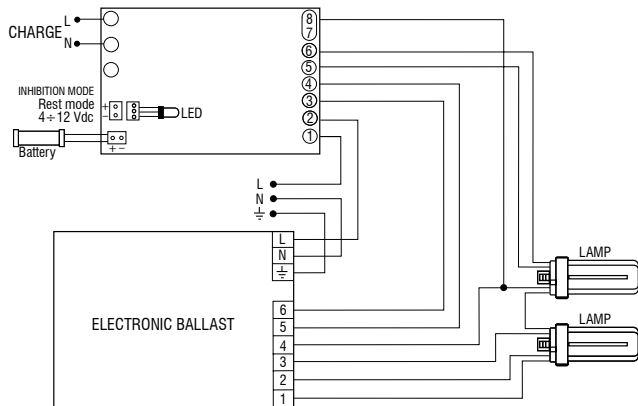 CHARGE
L
N
INHIBITION MODE
Rest mode
4÷12 Vdc
+
-
LED
Battery
+ -
8
7
6
5
4
3
2
1
L
N
L
N
ELECTRONIC BALLAST
6
5
4
3
2
1
LAMP
LAMP